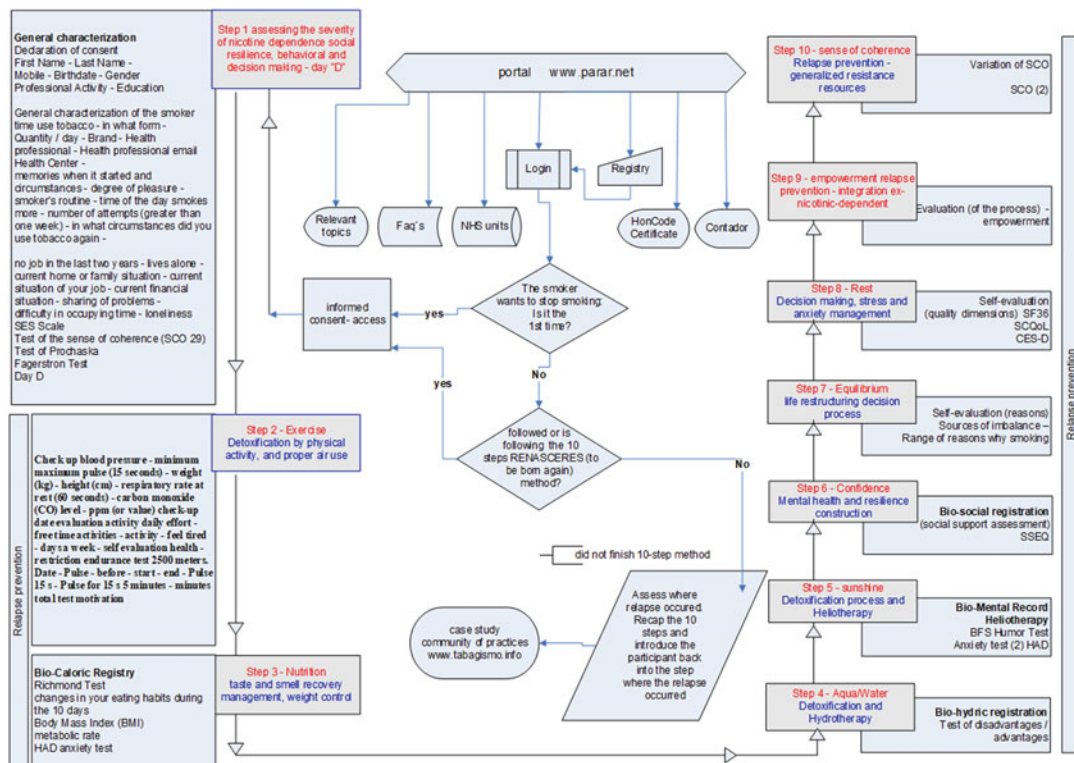 General characterization
Declaration of consent
First Name - Last Name -
Mobile - Birthdate - Gender
Professional Activity - Education
General characterization of the smoker
time use tobacco - in what form -
Quantity / day - Brand - Health
professional - Health professional email
Health Center -
memories when it started and
circumstances - degree of pleasure -
smoker's routine - time of the day smokes
more - number of attempts (greater than
one week) - in what circumstances did you
use tobacco again -
no job in the last two years - lives alone -
current home or family situation - current
situation of your job - current financial
situation - sharing of problems -
difficulty in occupying time - loneliness
SES Scale
Test of the sense of coherence (SCO 29)
Test of Prochaska
Fagerstron Test
Day D
Step 1 assessing the severity
of nicotine dependence social
resilience, behavioral and
decision making - day "D"
Relapse prevention
Check up blood pressure - minimum
maximum pulse (15 seconds) - weight
(kg) - height (cm) - respiratory rate at
rest (60 seconds) - carbon monoxide
(CO) level - ppm (or value) check-up
date evaluation activity daily effort -
free time activities - activity - feel tired
- days a week - self evaluation health -
restriction endurance test 2500 meters.
Date - Pulse - before - start - end - Pulse
15 s - Pulse for 15 s 5 minutes - minutes
total test motivation
Step 2 - Exercise
Detoxification by physical
activity, and proper air use
Bio-Caloric Registry
Richmond Test
changes in your eating habits during
the 10 days
Body Mass Index (BMI)
metabolic rate
HAD anxiety test
Step 3 - Nutrition
taste and smell recovery
management, weight control
portal www.parar.net
Login
Registry
Relevant
topics
Faq´s
NHS units
HonCode
Certificate
Contador
The smoker
wants to stop smoking:
Is it the
1st time?
yes
informed
consent- access
No
yes
followed or is
following the 10
steps RENASCERES (to
be born again)
method?
No
did not finish 10-step method
Assess where
relapse occured.
Recap the 10
steps and
introduce the
participant back
into the step
where the relapse
occurred
case study
community of practices
www.tabagismo.info
Step 10 - sense of coherence
Relapse prevention -
generalized resistance
resources
Variation of SCO
SCO (2)
Step 9 - empowerment relapse
prevention - integration ex-
nicotinic-dependent
Evaluation (of the process) -
empowerment
Step 8 - Rest
Decision making, stress and
anxiety management
Self-evaluation
(quality dimensions) SF36
SCQoL
CES-D
Step 7 - Equilibrium
life restructuring decision
process
Self-evaluation (reasons)
Sources of imbalance –
Range of reasons why smoking
Step 6 - Confidence
Mental health and resilience
construction
Bio-social registration
(social support assessment)
SSEQ
Step 5 - sunshine
Detoxification process and
Heliotherapy
Bio-Mental Record
Heliotherapy
BFS Humor Test
Anxiety test (2) HAD
Step 4 - Aqua/Water
Detoxification and
Hydrotherapy
Bio-hydric registration
Test of disadvantages /
advantages
Relapse prevention